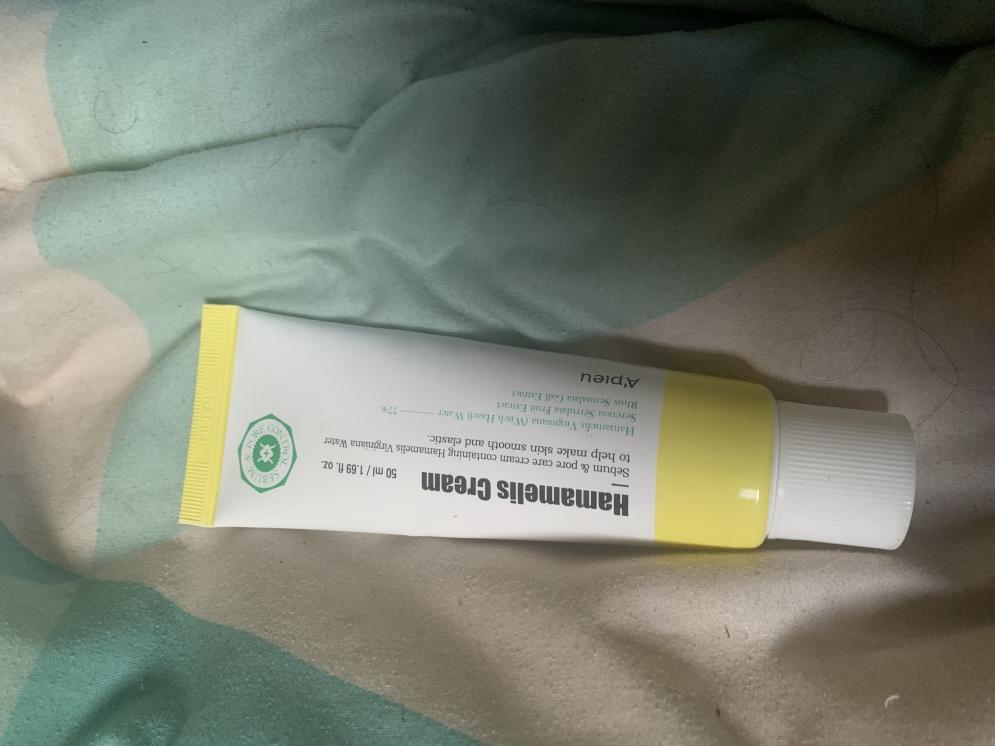 Hamamelis Cream
50 ml / 1.69 fl. oz.
Sebum & pore care cream containing Hamamelis Virginiana Water
to help make skin smooth and elastic.
Hamamelis Virginiana (Witch Hazel) Water ............ 77%
Serenoa Serrulata Fruit Extract
Rhus Semialata Gall Extract
A'pieu
SEBUM & PORE CONTROL